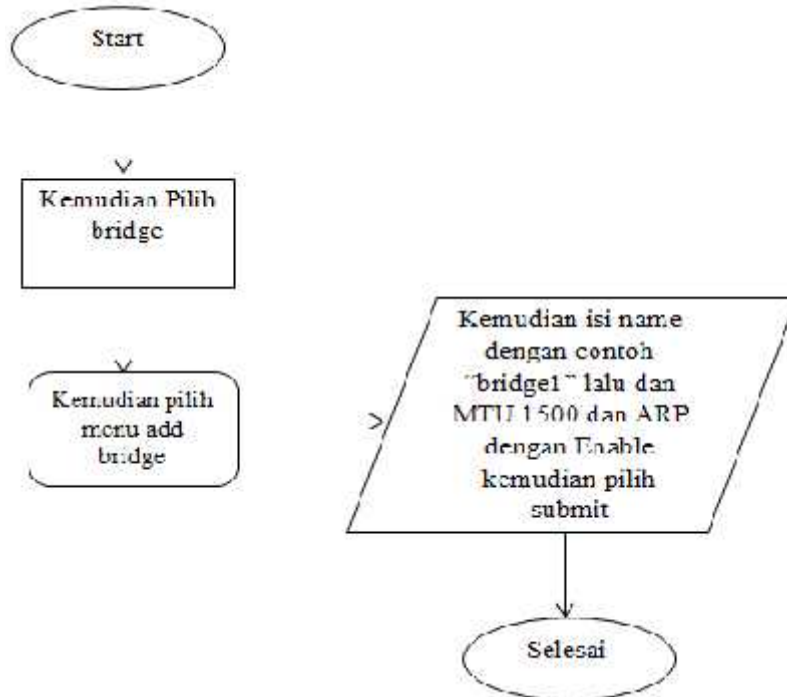 Start
Kemudian Pilih
bridge
Kemudian pilih
menu add
bridge
Kemudian isi name
dengan contoh
"bridge1" lalu dan
MTU 1500 dan ARP
dengan Enable
kemudian pilih
submit
Selesai